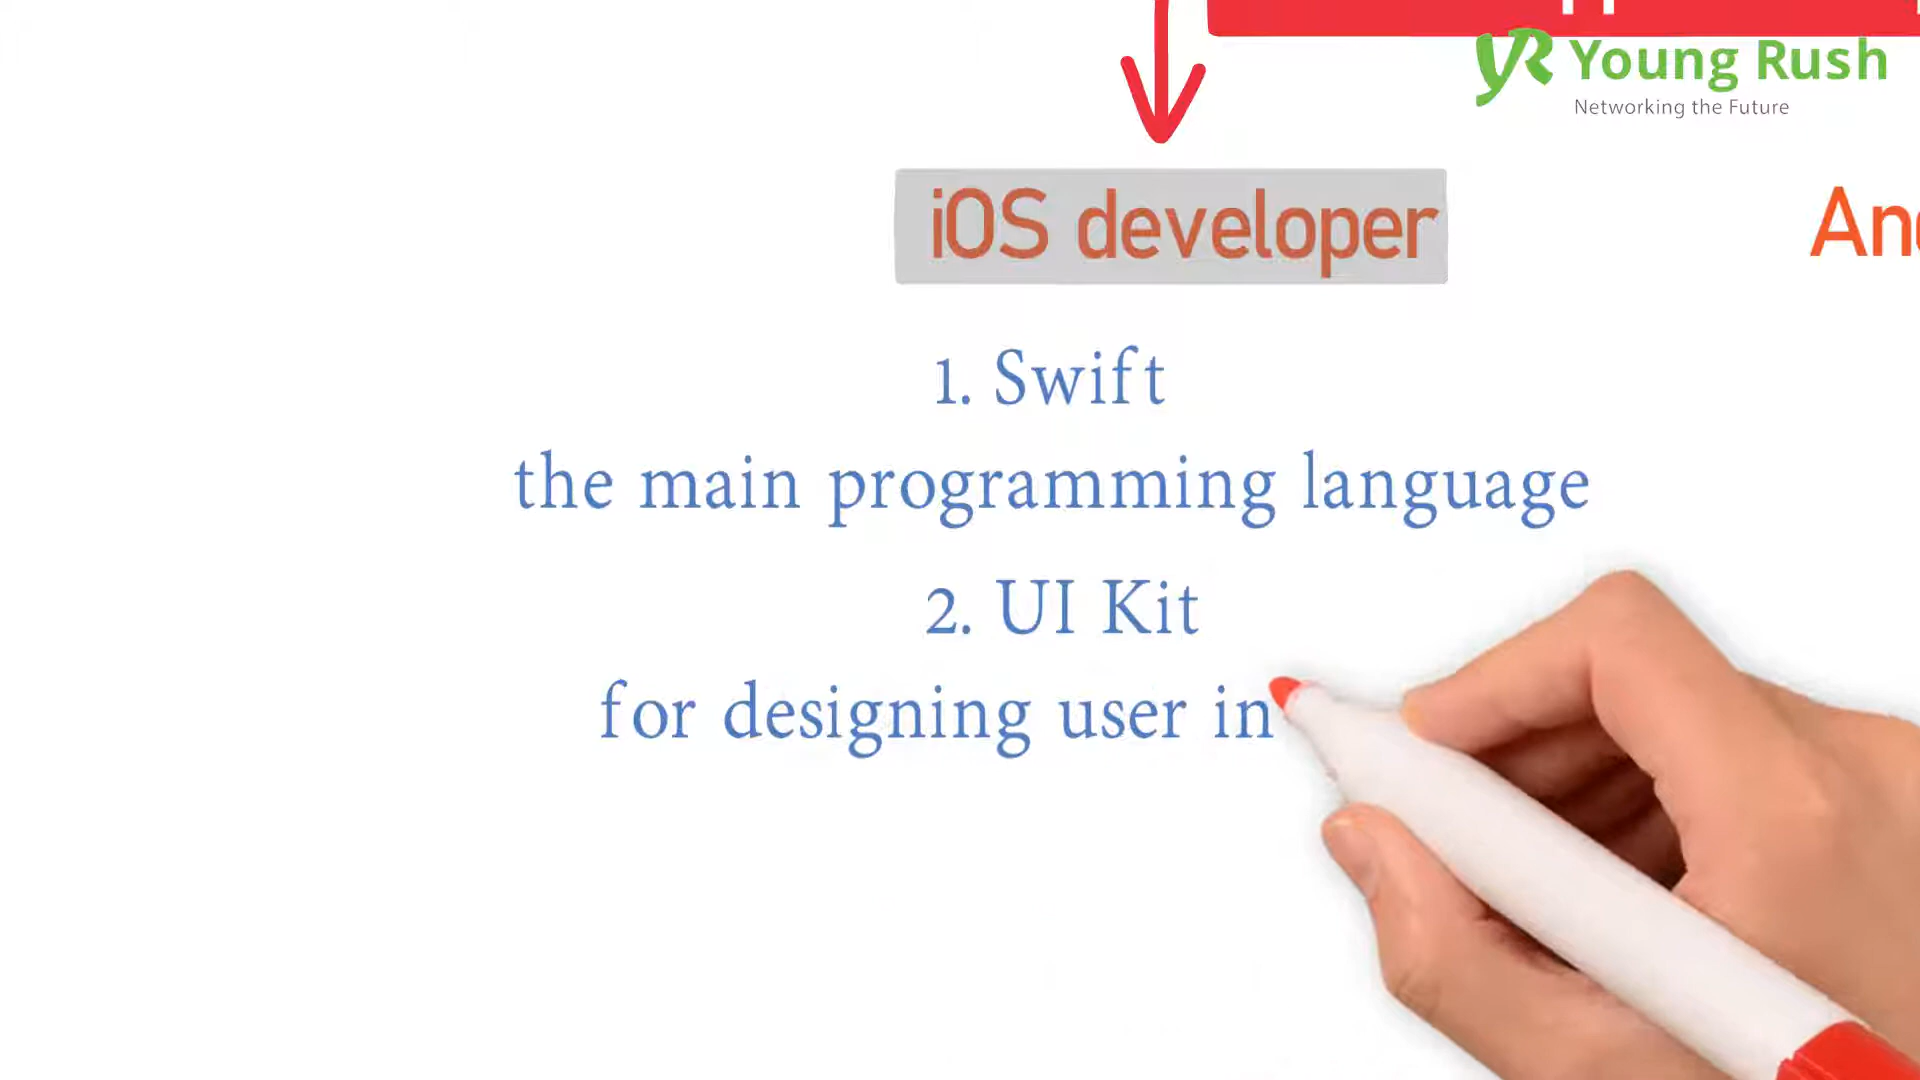 Young Rush
Networking the Future
iOS developer
1. Swift
the main programming language
2. UI Kit
for designing user in